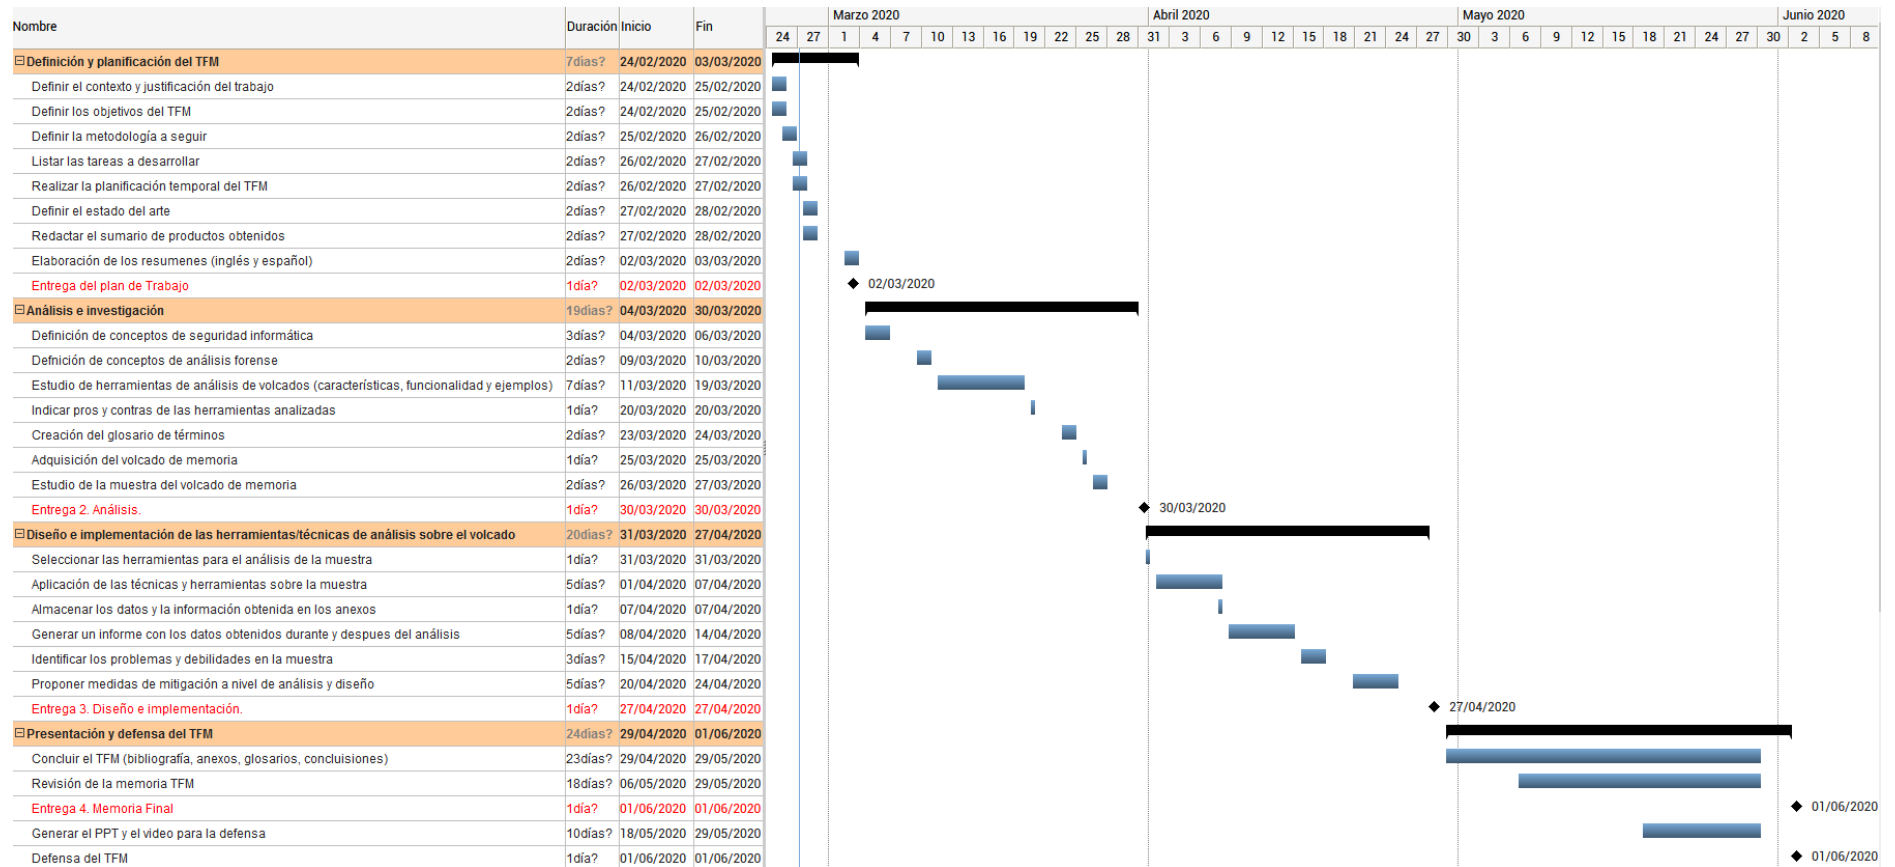 Nombre Duración Inicio Fin
Marzo 2020 Abril 2020 Mayo 2020 Junio 2020
24 27 1 4 7 10 13 16 19 22 25 28 31 3 6 9 12 15 18 21 24 27 30 3 6 9 12 15 18 21 24 27 30 2 5 8
Definición y planificación del TFM 7días? 24/02/2020 03/03/2020
Definir el contexto y justificación del trabajo 2días? 24/02/2020 25/02/2020
Definir los objetivos del TFM 2días? 24/02/2020 25/02/2020
Definir la metodología a seguir 2días? 25/02/2020 26/02/2020
Listar las tareas a desarrollar 2días? 26/02/2020 27/02/2020
Realizar la planificación temporal del TFM 2días? 26/02/2020 27/02/2020
Definir el estado del arte 2días? 27/02/2020 28/02/2020
Redactar el sumario de productos obtenidos 2días? 27/02/2020 28/02/2020
Elaboración de los resumenes (inglés y español) 2días? 02/03/2020 03/03/2020
Entrega del plan de Trabajo 1día? 02/03/2020 02/03/2020 02/03/2020
Análisis e investigación 19días? 04/03/2020 30/03/2020
Definición de conceptos de seguridad informática 3días? 04/03/2020 06/03/2020
Defnición de conceptos de análisis forense 2días? 09/03/2020 10/03/2020
Estudio de herramientas de análisis de volcados (características, funcionalidad y ejemplos) 7días? 11/03/2020 19/03/2020
Indicar pros y contras de las herramientas analizadas 1día? 20/03/2020 20/03/2020
Creación del glosario de términos 2días? 23/03/2020 24/03/2020
Adquisición del volcado de memoria 1día? 25/03/2020 25/03/2020
Estudio de la muestra del volcado de memoria 2días? 26/03/2020 27/03/2020
Entrega 2. Análisis. 1día? 30/03/2020 30/03/2020 30/03/2020
Diseño e implementación de las herramientas/técnicas de análisis sobre el volcado 20días? 31/03/2020 27/04/2020
Seleccionar las herramientas para el análisis de la muestra 1día? 31/03/2020 31/03/2020
Aplicación de las técnicas y herramientas sobre la muestra 5días? 01/04/2020 07/04/2020
Almacenar los datos y la información obtenida en los anexos 1día? 07/04/2020 07/04/2020
Generar un informe con los datos obtenidos durante y despues del análisis 5días? 08/04/2020 14/04/2020
Identificar los problemas y debilidades en la muestra 3días? 15/04/2020 17/04/2020
Proponer medidas de mitigación a nivel de análisis y diseño 5días? 20/04/2020 24/04/2020
Entrega 3. Diseño e implementación. 1día? 27/04/2020 27/04/2020 27/04/2020
Presentación y defensa del TFM 24días? 29/04/2020 01/06/2020
Concluir el TFM (bibliografía, anexos, glosarios, concluisiones) 23días? 29/04/2020 29/05/2020
Revisión de la memoria TFM 18días? 06/05/2020 29/05/2020
Entrega 4. Memoria Final 1día? 01/06/2020 01/06/2020 01/06/2020
Generar el PPT y el video para la defensa 10días? 18/05/2020 29/05/2020
Defensa del TFM 1día? 01/06/2020 01/06/2020 01/06/2020